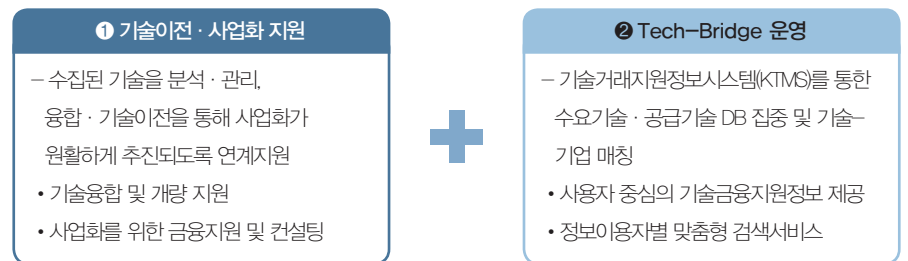 ❶ 기술이전 · 사업화 지원
– 수집된 기술을 분석 · 관리,
융합 · 기술이전을 통해 사업화가
원활하게 추진되도록 연계지원
• 기술융합 및 개량 지원
• 사업화를 위한 금융지원 및 컨설팅
❷ Tech–Bridge 운영
– 기술거래지원정보시스템(KTMS)를 통한
수요기술 · 공급기술 DB 집중 및 기술–
기업 매칭
• 사용자 중심의 기술금융지원정보 제공
• 정보이용자별 맞춤형 검색서비스